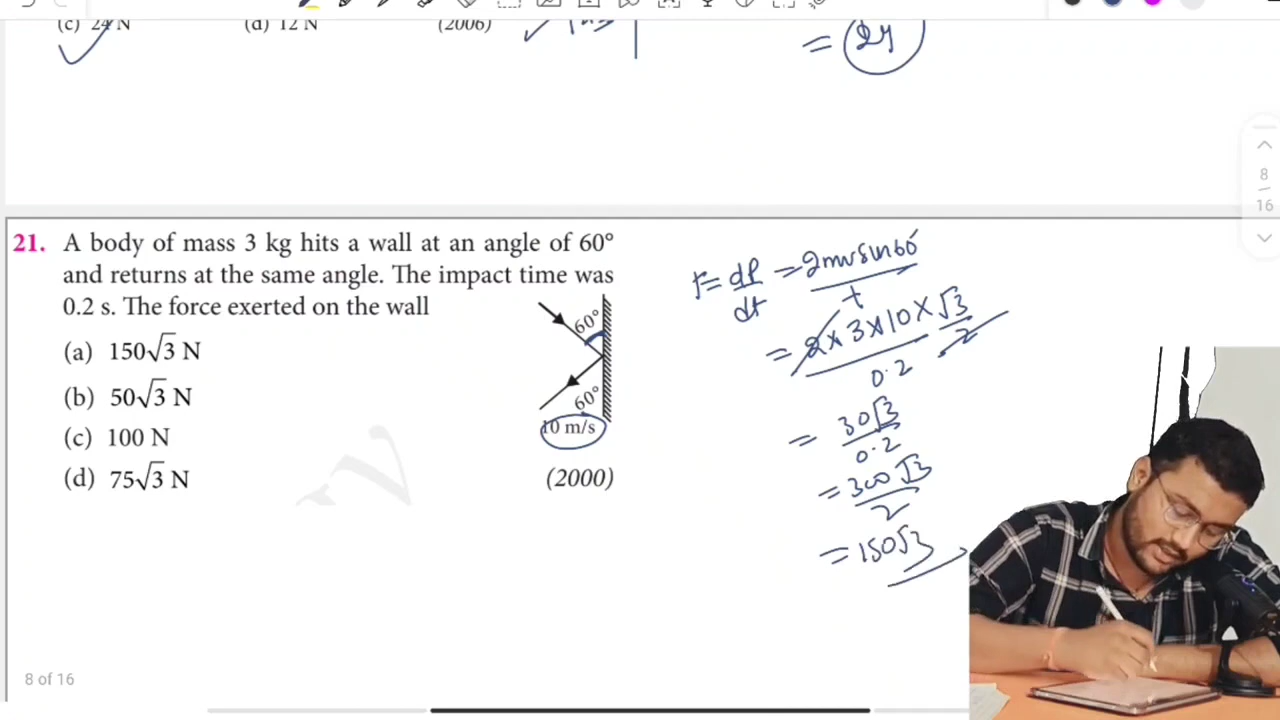 (c) 24 N (d) 12 N (2006)
= 24
21. A body of mass 3 kg hits a wall at an angle of 60°
and returns at the same angle. The impact time was
0.2 s. The force exerted on the wall
(a) 150√3 N
(b) 50√3 N
(c) 100 N
(d) 75√3 N
60°
60°
10 m/s
(2000)
F = dP/dt = 2mv sin 60°/t
= 2×3×10×√3/2 / 0.2
= 30√3/0.2
= 300√3/2
= 150√3
8 of 16
8
16